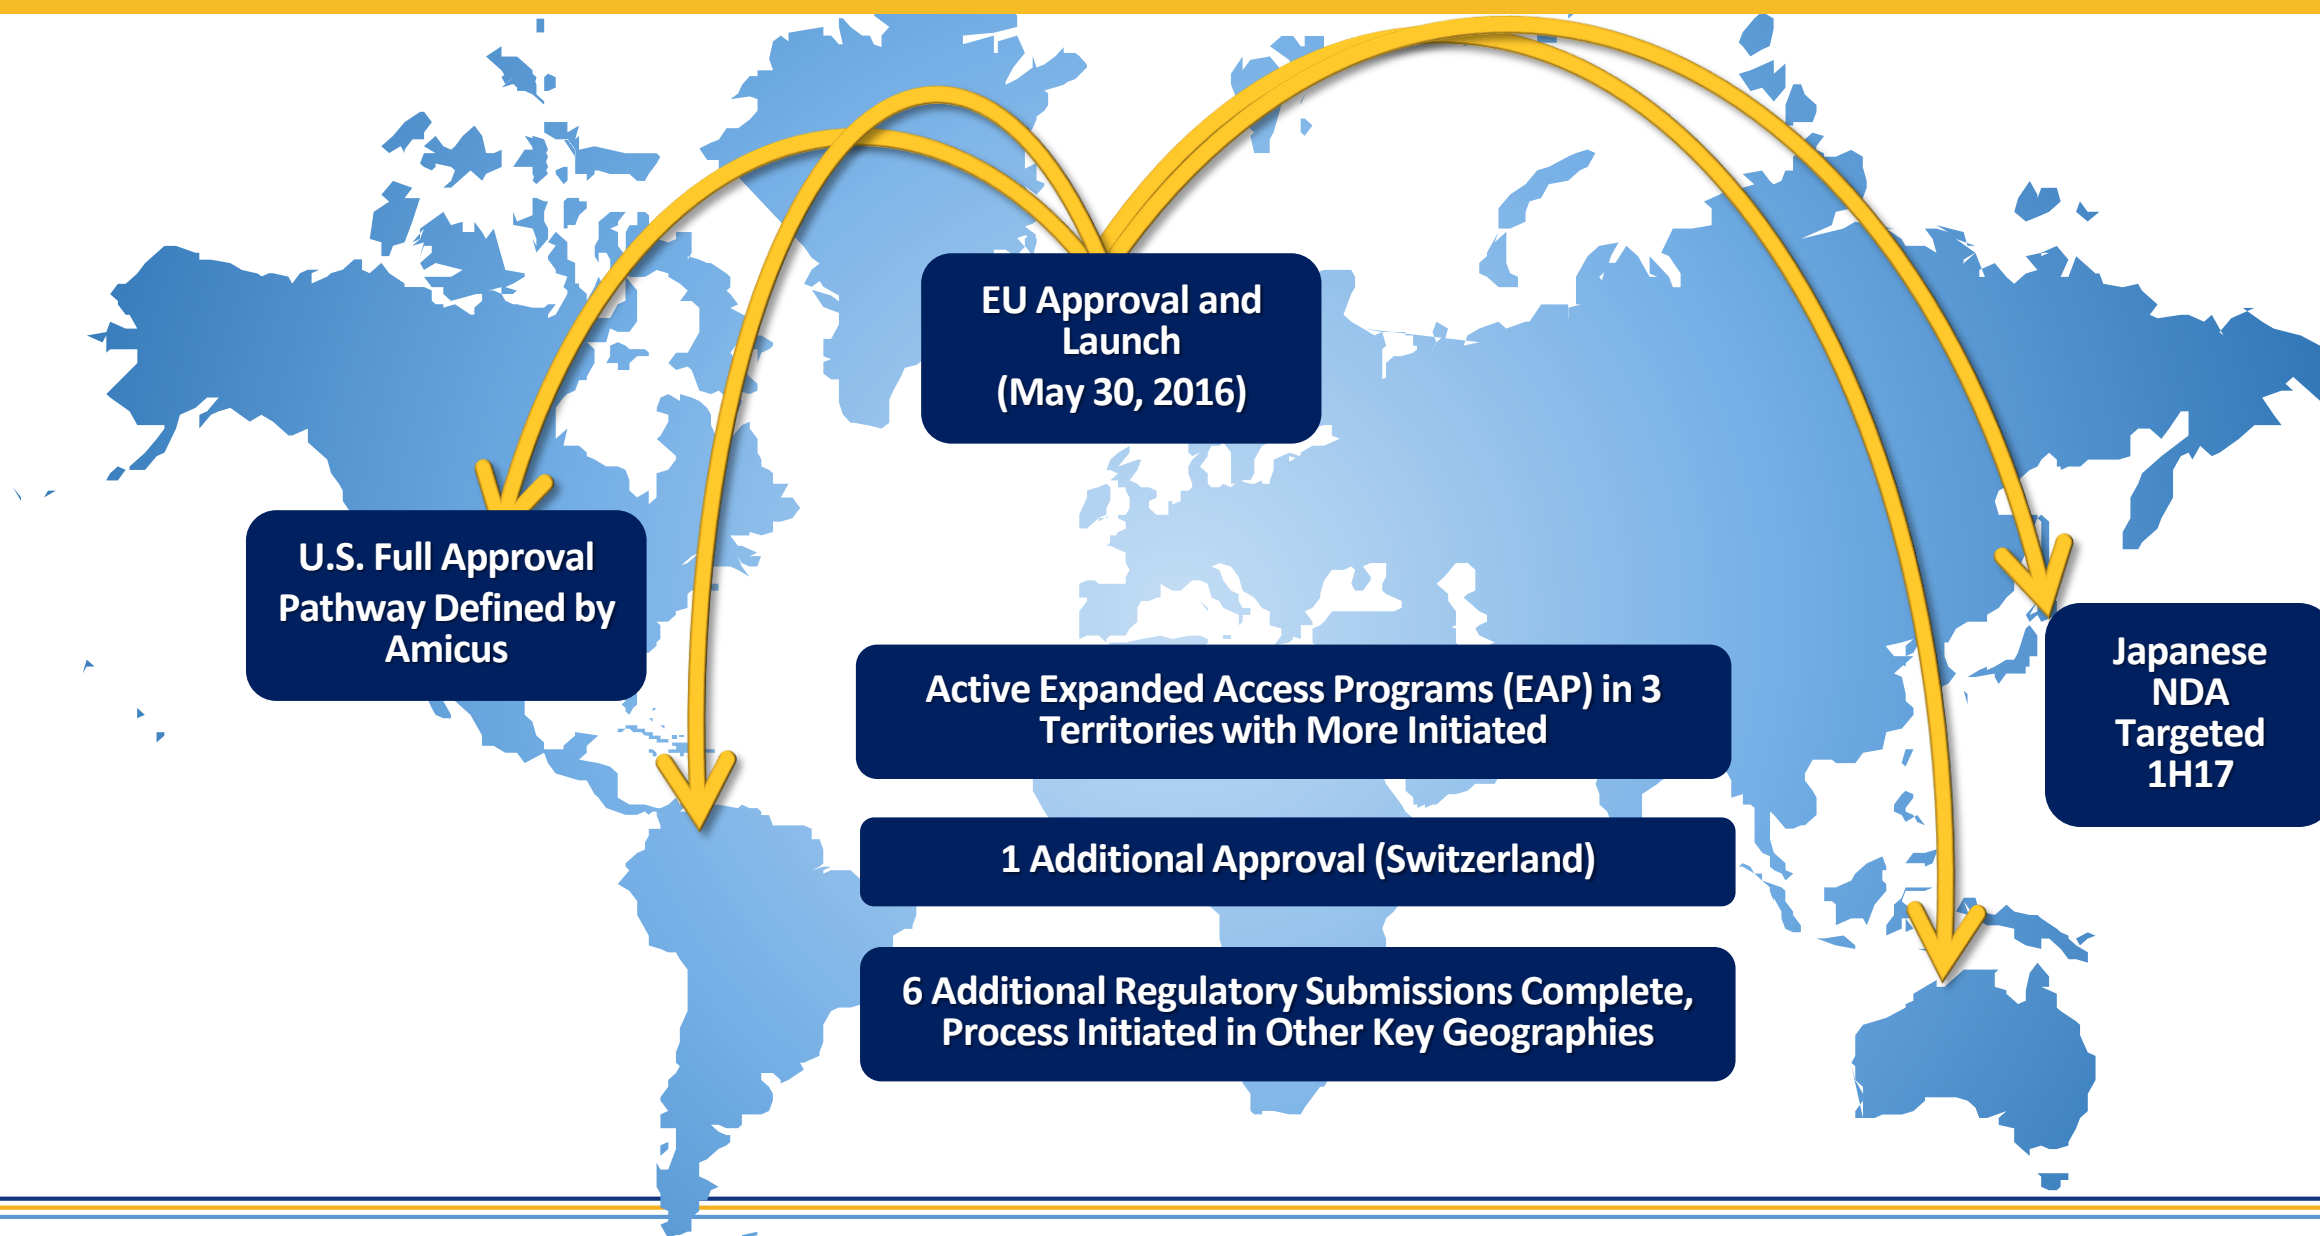 EU Approval and
Launch
(May 30, 2016)
U.S. Full Approval
Pathway Defined by
Amicus
Japanese
NDA
Targeted
1H17
Active Expanded Access Programs (EAP) in 3
Territories with More Initiated
1 Additional Approval (Switzerland)
6 Additional Regulatory Submissions Complete,
Process Initiated in Other Key Geographies